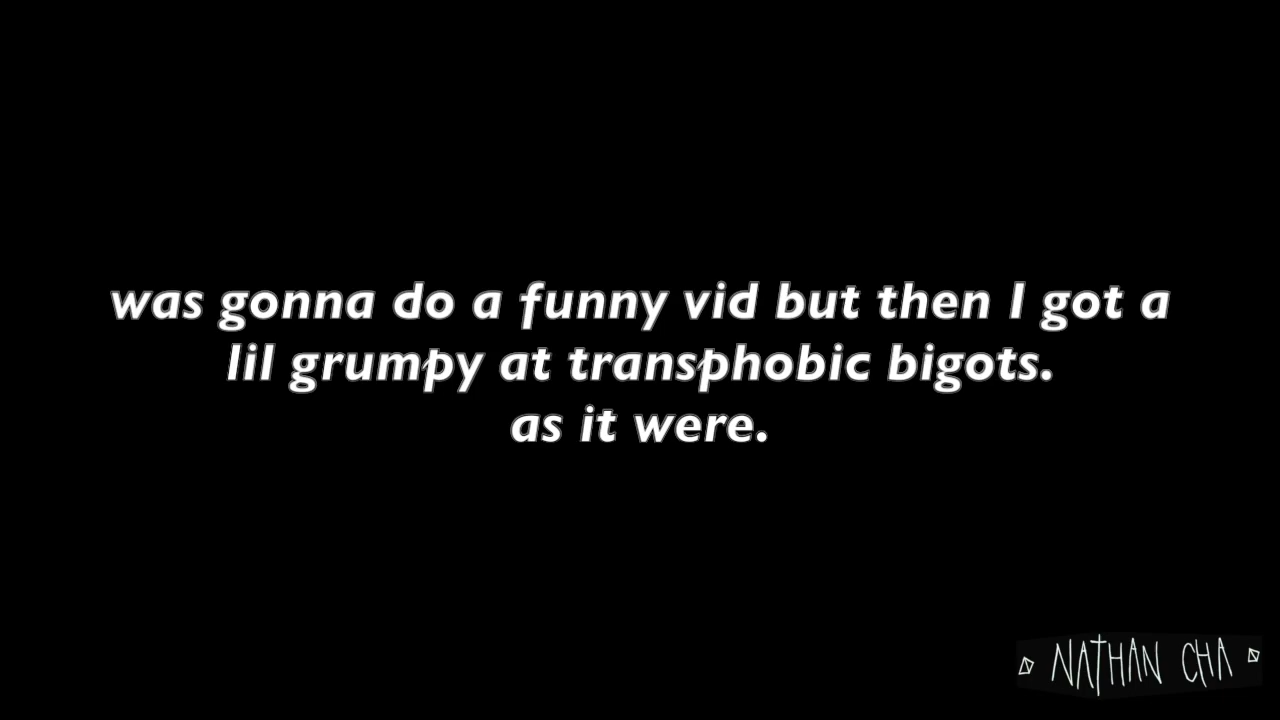 was gonna do a funny vid but then I got a
lil grumpy at transphobic bigots.
as it were.
NATHAN CHA